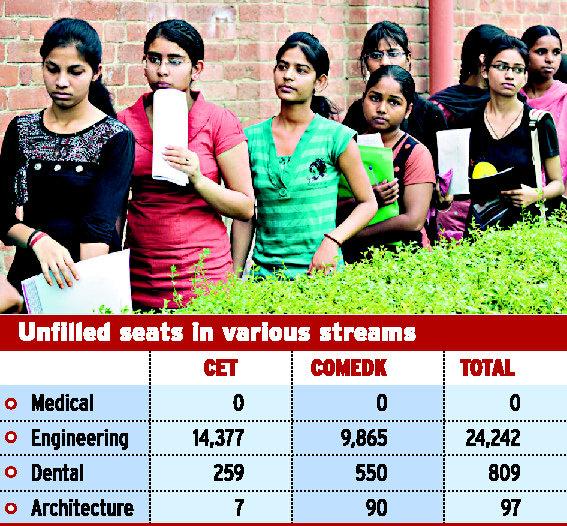 Unfilled seats in various streams
CET COMEDK TOTAL
Medical 0 0 0
Engineering 14,377 9,865 24,242
Dental 259 550 809
Architecture 7 90 97